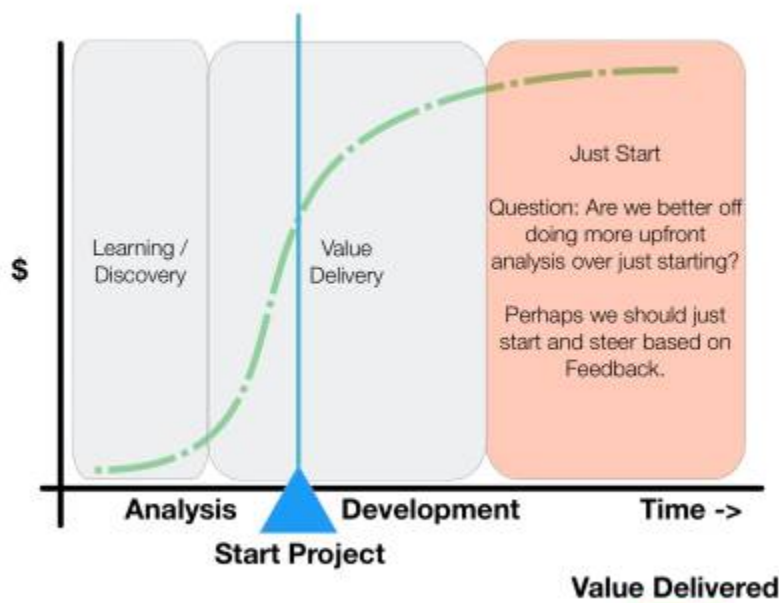 $
Learning /
Discovery
Value
Delivery
Just Start
Question: Are we better off
doing more upfront
analysis over just starting?
Perhaps we should just
start and steer based on
Feedback.
Analysis
Development
Time ->
Start Project
Value Delivered